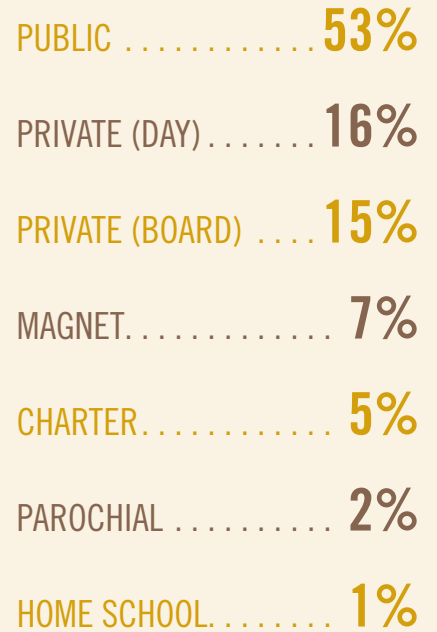 PUBLIC . . . . . . . . . . . . 53%
PRIVATE (DAY) . . . . . . . 16%
PRIVATE (BOARD) . . . . 15%
MAGNET. . . . . . . . . . . . . 7%
CHARTER. . . . . . . . . . . . 5%
PAROCHIAL . . . . . . . . . . 2%
HOME SCHOOL. . . . . . . . 1%